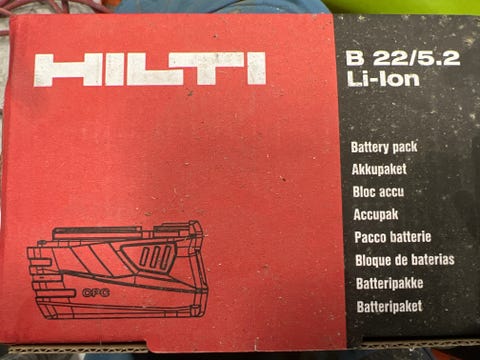 HILTI
B 22/5.2
Li-Ion
Battery pack
Akkupaket
Bloc accu
Accupak
Pacco batterie
Bloque de baterias
Batteripakke
Batteripaket
CPC